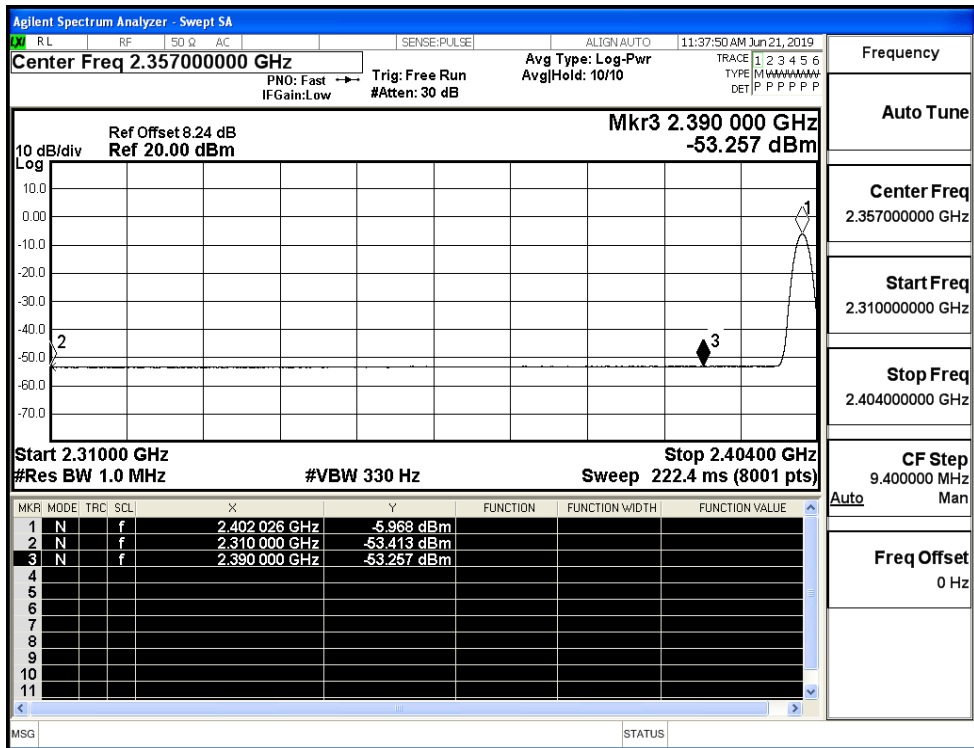 Agilent Spectrum Analyzer - Swept SA
LXI RL RF 50 Ω AC SENSE:PULSE ALIGN AUTO 11:37:50 AM Jun 21, 2019
Center Freq 2.357000000 GHz
PNO: Fast
IFGain:Low
Trig: Free Run
#Atten: 30 dB
Avg Type: Log-Pwr
Avg|Hold: 10/10
TRACE 1 2 3 4 5 6
TYPE M WWWWW
DET P P P P P P
Ref Offset 8.24 dB
10 dB/div Ref 20.00 dBm
Log
Mkr3 2.390 000 GHz
-53.257 dBm
10.0
0.00
-10.0
-20.0
-30.0
-40.0
-50.0
-60.0
-70.0
1
2
3
Start 2.31000 GHz Stop 2.40400 GHz
#Res BW 1.0 MHz #VBW 330 Hz Sweep 222.4 ms (8001 pts)
MKR MODE TRC SCL X Y FUNCTION FUNCTION WIDTH FUNCTION VALUE
1 N f 2.402 026 GHz -5.968 dBm
2 N f 2.310 000 GHz -53.413 dBm
3 N f 2.390 000 GHz -53.257 dBm
4
5
6
7
8
9
10
11
MSG STATUS
Frequency
Auto Tune
Center Freq
2.357000000 GHz
Start Freq
2.310000000 GHz
Stop Freq
2.404000000 GHz
CF Step
9.400000 MHz
Auto Man
Freq Offset
0 Hz